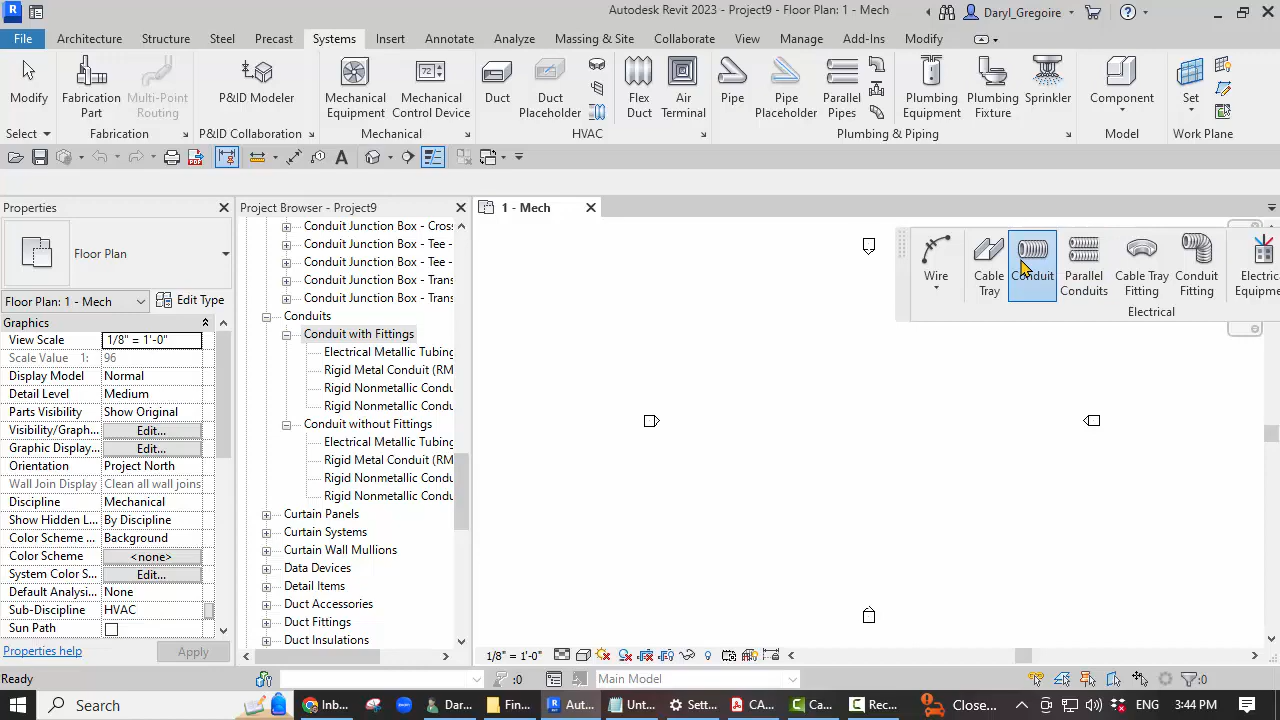 Autodesk Revit 2023 - Project9 - Floor Plan: 1 - Mech
Daryl_Gregoire
File Architecture Structure Steel Precast Systems Insert Annotate Analyze Massing & Site Collaborate View Manage Add-Ins Modify
Modify
Fabrication Part
Multi-Point Routing
P&ID Modeler
Mechanical Equipment
Mechanical Control Device
Duct
Duct Placeholder
Flex Duct
Air Terminal
Pipe
Pipe Placeholder
Parallel Pipes
Plumbing Equipment
Plumbing Fixture
Sprinkler
Component
Set
Select Fabrication P&ID Collaboration Mechanical HVAC Plumbing & Piping Model Work Plane
Properties
Floor Plan
Floor Plan: 1 - Mech Edit Type
Graphics
View Scale 1/8" = 1'-0"
Scale Value 1: 96
Display Model Normal
Detail Level Medium
Parts Visibility Show Original
Visibility/Graph... Edit...
Graphic Display... Edit...
Orientation Project North
Wall Join Display Clean all wall joins
Discipline Mechanical
Show Hidden L... By Discipline
Color Scheme ... Background
Color Scheme <none>
System Color S... Edit...
Default Analysi... None
Sub-Discipline HVAC
Sun Path
Properties help Apply
Project Browser - Project9
Conduit Junction Box - Cros
Conduit Junction Box - Tee -
Conduit Junction Box - Tee -
Conduit Junction Box - Trans
Conduit Junction Box - Trans
Conduits
Conduit with Fittings
Electrical Metallic Tubing
Rigid Metal Conduit (RM
Rigid Nonmetallic Condu
Rigid Nonmetallic Condu
Conduit without Fittings
Electrical Metallic Tubing
Rigid Metal Conduit (RM
Rigid Nonmetallic Condu
Rigid Nonmetallic Condu
Curtain Panels
Curtain Systems
Curtain Wall Mullions
Data Devices
Detail Items
Duct Accessories
Duct Fittings
Duct Insulations
1 - Mech
Wire
Cable Tray
Conduit
Parallel Conduits
Cable Tray Fitting
Conduit Fitting
Electric
Equipme
Electrical
1/8" = 1'-0"
Ready
:0
Main Model
:0
Search
Inb...
Dar...
Fin...
Aut...
Unt...
Setti...
CA...
Ca...
Rec...
Close...
ENG 3:44 PM